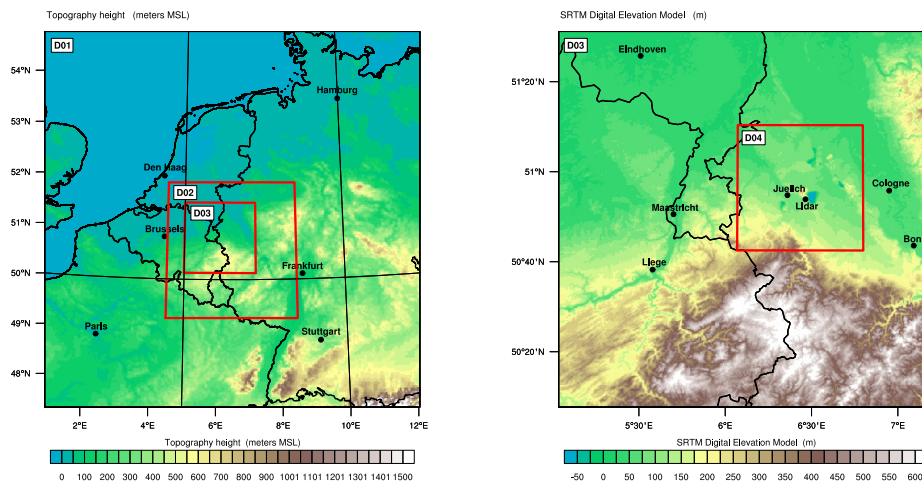 Topography height (meters MSL)
D01
54°N
53°N
52°N
51°N
50°N
49°N
48°N
Hamburg
Den Haag
D02
D03
Brussels
Frankfurt
Paris
Stuttgart
2°E 4°E 6°E 8°E 10°E 12°E
Topography height (meters MSL)
0 100 200 300 400 500 600 700 800 900 1001 1101 1201 1300 1400 1500
SRTM Digital Elevation Model (m)
D03
51°20'N
51°N
50°40'N
50°20'N
Eindhoven
D04
Juelich
Lidar
Cologne
Maastricht
Bon
Liege
5°30'E 6°E 6°30'E 7°E
SRTM Digital Elevation Model (m)
-50 0 50 100 150 200 250 300 350 400 450 500 550 600